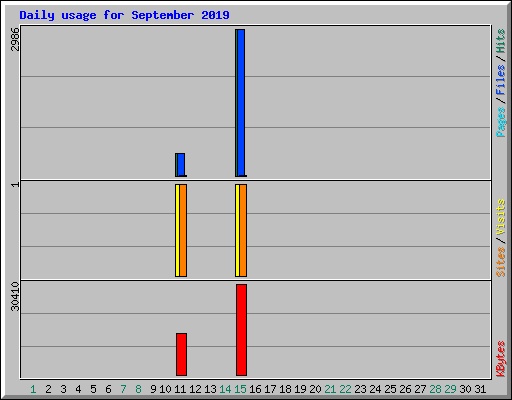 Daily usage for September 2019
2986
Pages/Files/Hits
1
Sites/Visits
30410
KBytes
1 2 3 4 5 6 7 8 9 10 11 12 13 14 15 16 17 18 19 20 21 22 23 24 25 26 27 28 29 30 31